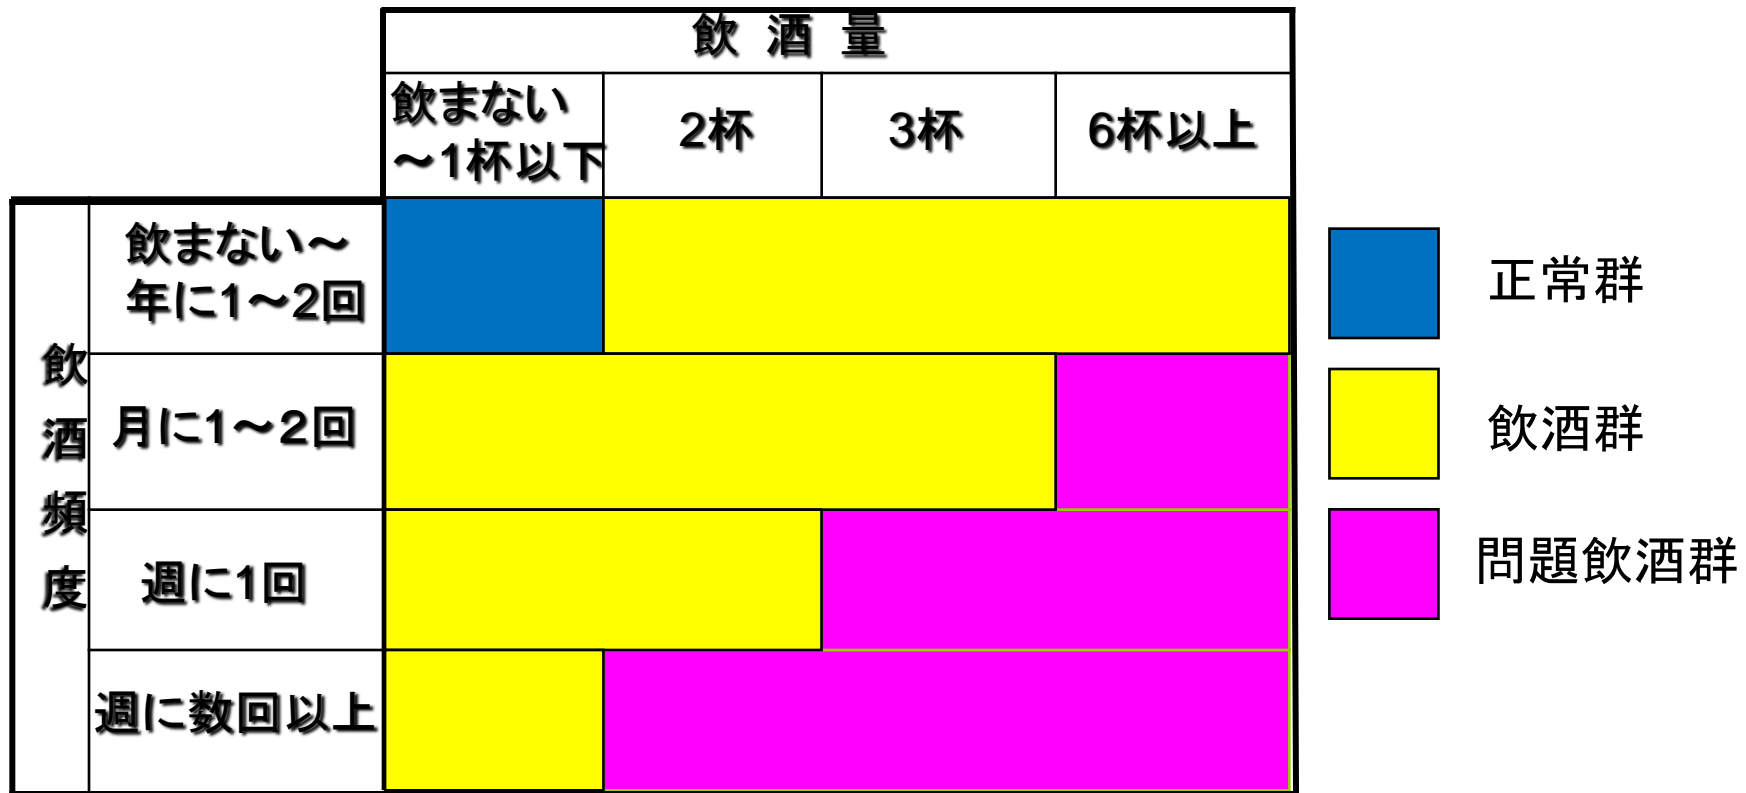 飲 酒 量
飲まない
～1杯以下
2杯
3杯
6杯以上
飲酒頻度
飲まない～
年に1～2回
月に1～2回
週に1回
週に数回以上
正常群
飲酒群
問題飲酒群